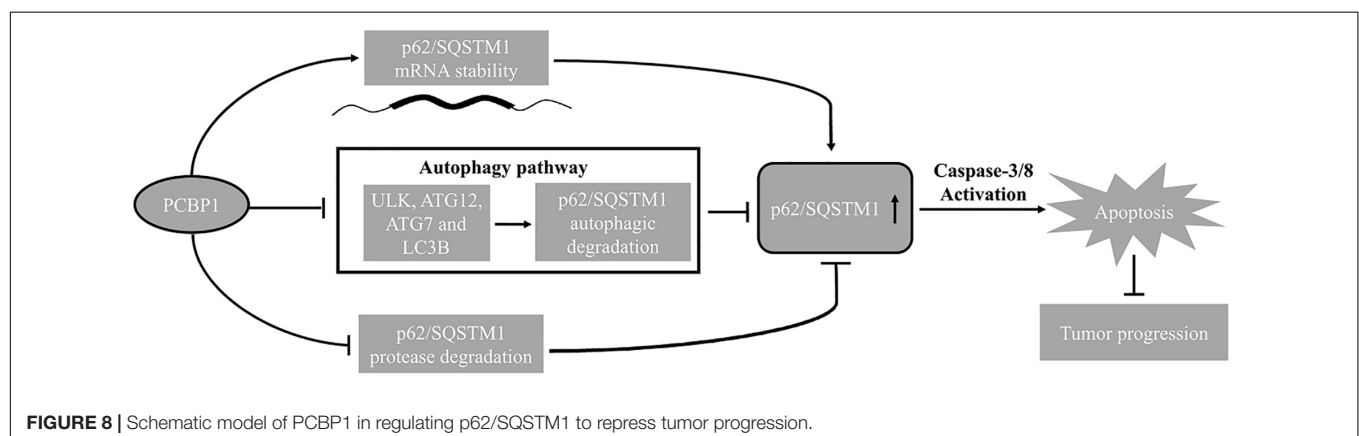 p62/SQSTM1
mRNA stability
Autophagy pathway
PCBP1
ULK, ATG12,
ATG7 and
LC3B
p62/SQSTM1
autophagic
degradation
p62/SQSTM1
Caspase-3/8
Activation
Apoptosis
p62/SQSTM1
protease degradation
Tumor progression
FIGURE 8 | Schematic model of PCBP1 in regulating p62/SQSTM1 to repress tumor progression.